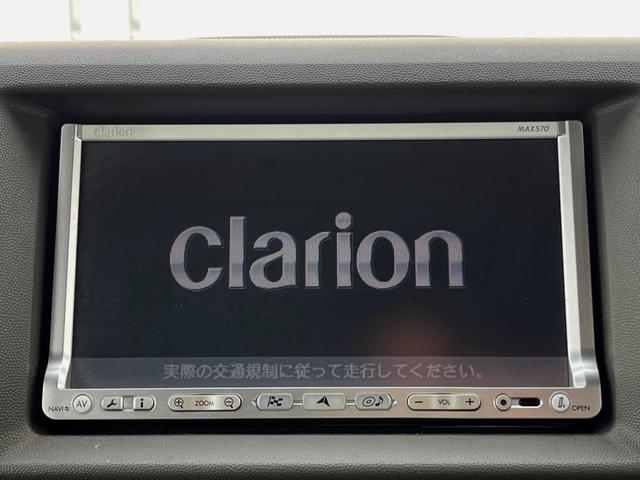 clarion
MAX570
clarion
実際の交通規制に従って走行してください。
NAVI AV i ZOOM VOL OPEN